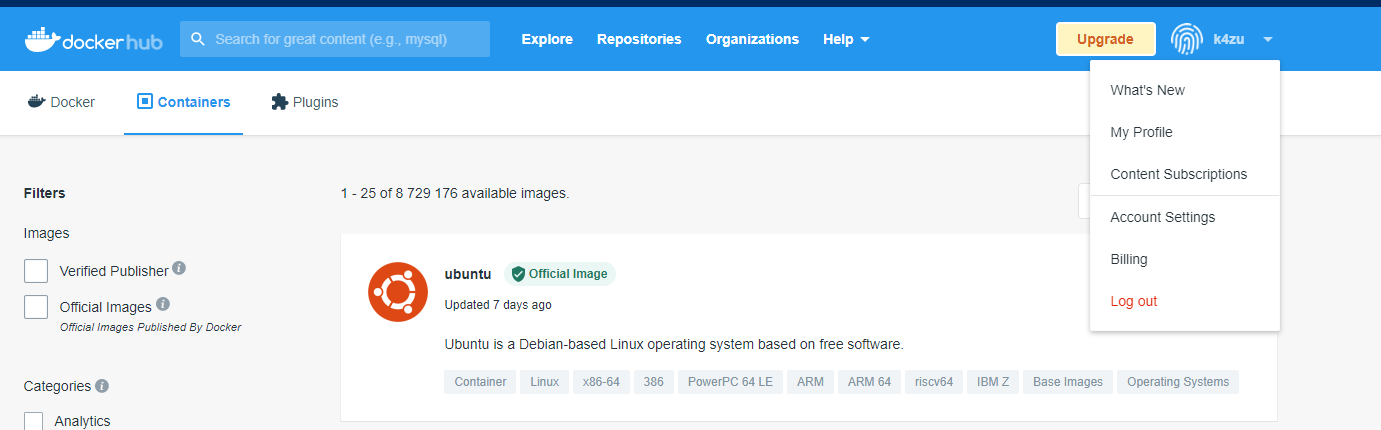 dockerhub
Search for great content (e.g., mysql)
Explore
Repositories
Organizations
Help
Upgrade
k4zu
What's New
My Profile
Content Subscriptions
Account Settings
Billing
Log out
Docker
Containers
Plugins
Filters
Images
Verified Publisher
Official Images
Official Images Published By Docker
Categories
Analytics
1 - 25 of 8 729 176 available images.
ubuntu
Official Image
Updated 7 days ago
Ubuntu is a Debian-based Linux operating system based on free software.
Container
Linux
x86-64
386
PowerPC 64 LE
ARM
ARM 64
riscv64
IBM Z
Base Images
Operating Systems